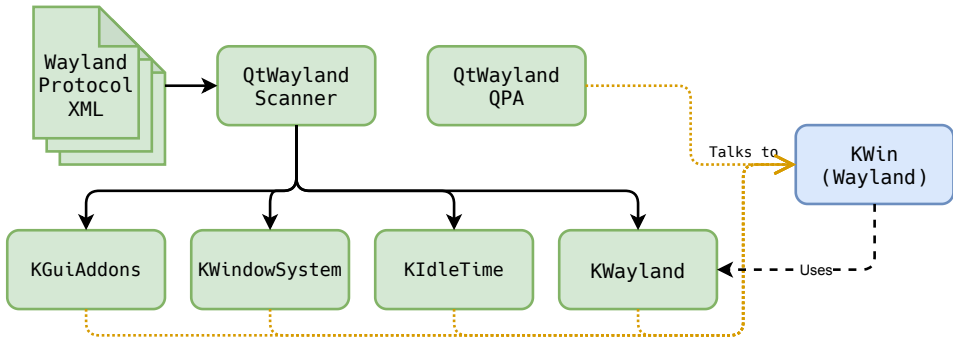 Wayland
Protocol
XML
QtWayland
Scanner
QtWayland
QPA
Talks to
KWin
(Wayland)
KGuiAddons
KWindowSystem
KIdleTime
KWayland
Uses